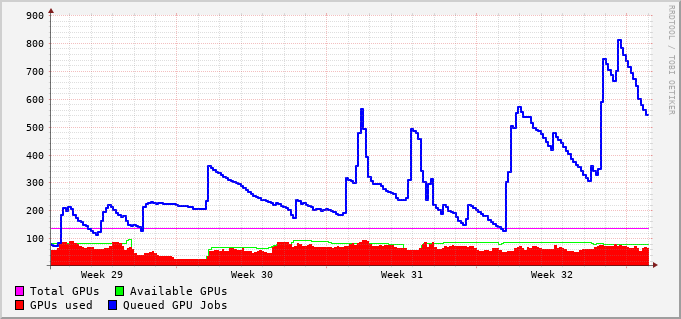 900
800
700
600
500
400
300
200
100
Week 29 Week 30 Week 31 Week 32
Total GPUs Available GPUs
GPUs used Queued GPU Jobs
RRDTOOL / TOBI OETIKER